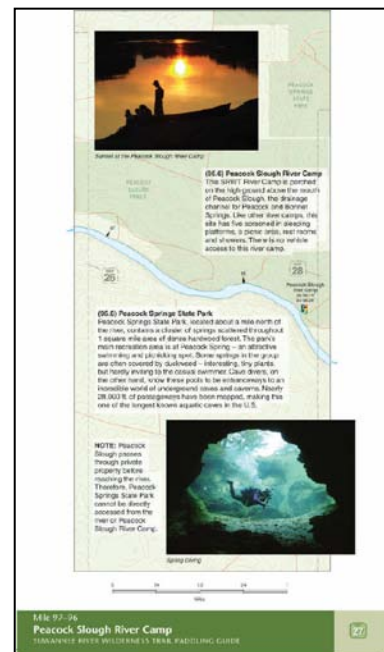 PEACOCK
SPRINGS
STATE
PARK
Sunset at the Peacock Slough River Camp
PEACOCK
SLOUGH
(95.6) Peacock Slough River Camp
The SRWT River Camp is perched
on the high ground above the mouth
of Peacock Slough, the drainage
channel for Peacock and Bonnet
Springs. Like other river camps, this
site has five screened in sleeping
platforms, a picnic area, rest rooms
and showers. There is no vehicle
access to this river camp.
26
28
Peacock Slough
River Camp
(95.6) Peacock Springs State Park
Peacock Springs State Park, located about a mile north of
the river, contains a cluster of springs scattered throughout
1 square mile area of dense hardwood forest. The park's
main recreation area is at Peacock Spring – an attractive
swimming and picnicking spot. Some springs in the group
are often covered by duckweed – interesting, tiny plants
but hardly inviting to the casual swimmer. Cave divers, on
the other hand, know these pools to be entranceways to an
incredible world of underground caves and caverns. Nearly
28,000 ft of passageways have been mapped, making this
one of the longest known aquatic caves in the U.S.
NOTE: Peacock
Slough passes
through private
property before
reaching the river.
Therefore, Peacock
Springs State Park
cannot be directly
accessed from the
river or Peacock
Slough River Camp.
Spring Diving
Mile
Mile 97–96
Peacock Slough River Camp
SUWANNEE RIVER WILDERNESS TRAIL PADDLING GUIDE
27